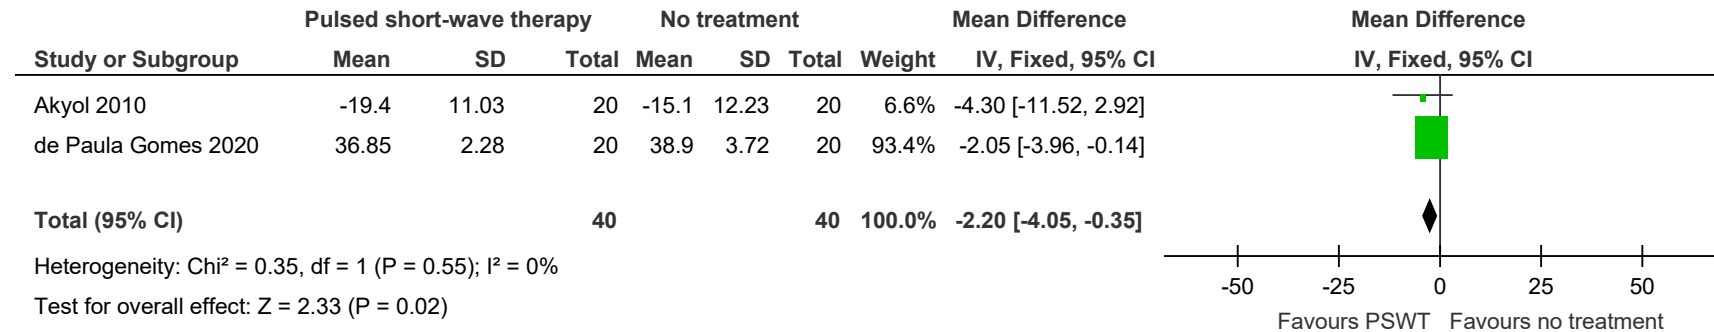 Pulsed short-wave therapy No treatment Mean Difference Mean Difference
Study or Subgroup Mean SD Total Mean SD Total Weight IV, Fixed, 95% CI IV, Fixed, 95% CI
Akyol 2010 -19.4 11.03 20 -15.1 12.23 20 6.6% -4.30 [-11.52, 2.92]
de Paula Gomes 2020 36.85 2.28 20 38.9 3.72 20 93.4% -2.05 [-3.96, -0.14]
Total (95% CI) 40 40 100.0% -2.20 [-4.05, -0.35]
Heterogeneity: Chi² = 0.35, df = 1 (P = 0.55); I² = 0%
Test for overall effect: Z = 2.33 (P = 0.02)
-50 -25 0 25 50
Favours PSWT Favours no treatment